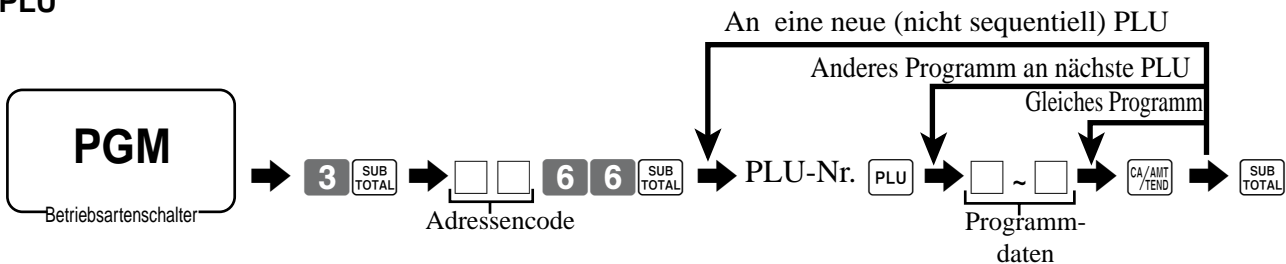 PLU
An eine neue (nicht sequentiell) PLU
Anderes Programm an nächste PLU
Gleiches Programm
PGM
Betriebsartenschalter
3 SUB TOTAL 6 6 SUB TOTAL PLU-Nr. PLU ~ CA/AMT /TEND SUB TOTAL
Adressencode
Programm-
daten